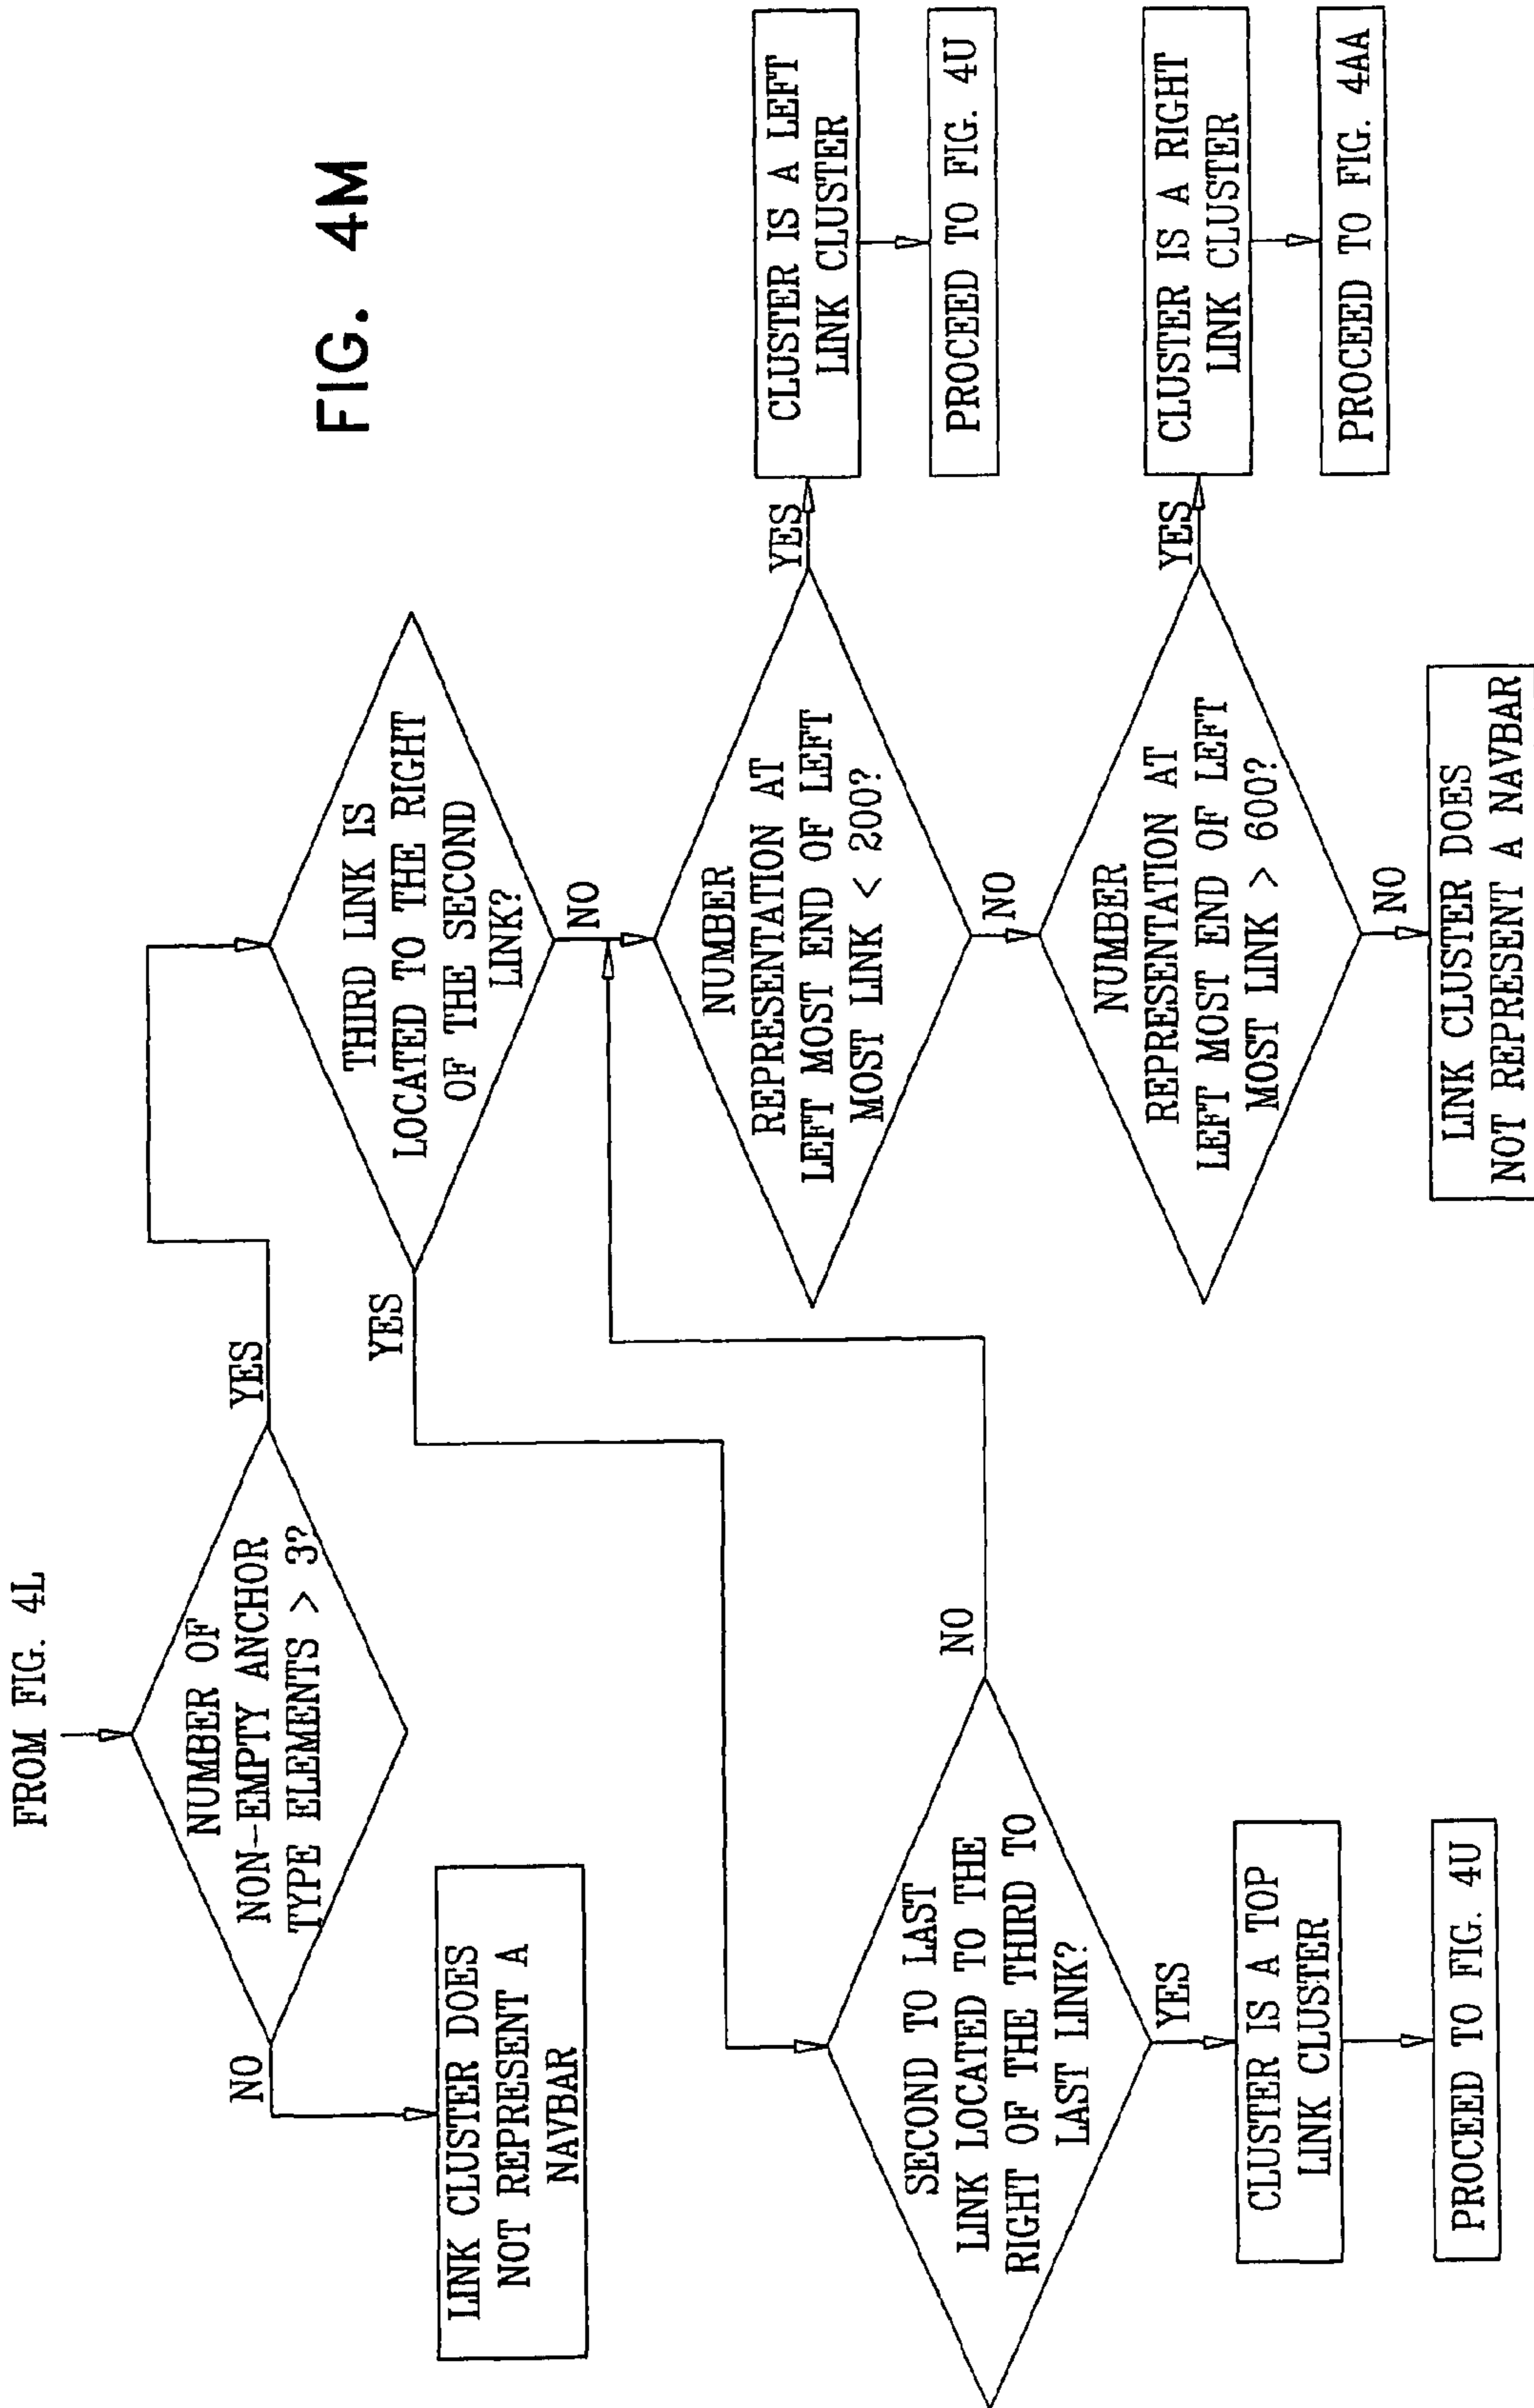 FIG. 4M
FROM FIG. 4L
NUMBER OF
NON-EMPTY ANCHOR
TYPE ELEMENTS > 3?
NO
YES
LINK CLUSTER DOES
NOT REPRESENT A
NAVBAR
THIRD LINK IS
LOCATED TO THE RIGHT
OF THE SECOND
LINK?
YES
NO
SECOND TO LAST
LINK LOCATED TO THE
RIGHT OF THE THIRD TO
LAST LINK?
NO
YES
CLUSTER IS A TOP
LINK CLUSTER
PROCEED TO FIG. 4U
NUMBER
REPRESENTATION AT
LEFT MOST END OF LEFT
MOST LINK < 200?
YES
NO
CLUSTER IS A LEFT
LINK CLUSTER
PROCEED TO FIG. 4U
NUMBER
REPRESENTATION AT
LEFT MOST END OF LEFT
MOST LINK > 600?
YES
NO
CLUSTER IS A RIGHT
LINK CLUSTER
PROCEED TO FIG. 4AA
LINK CLUSTER DOES
NOT REPRESENT A NAVBAR